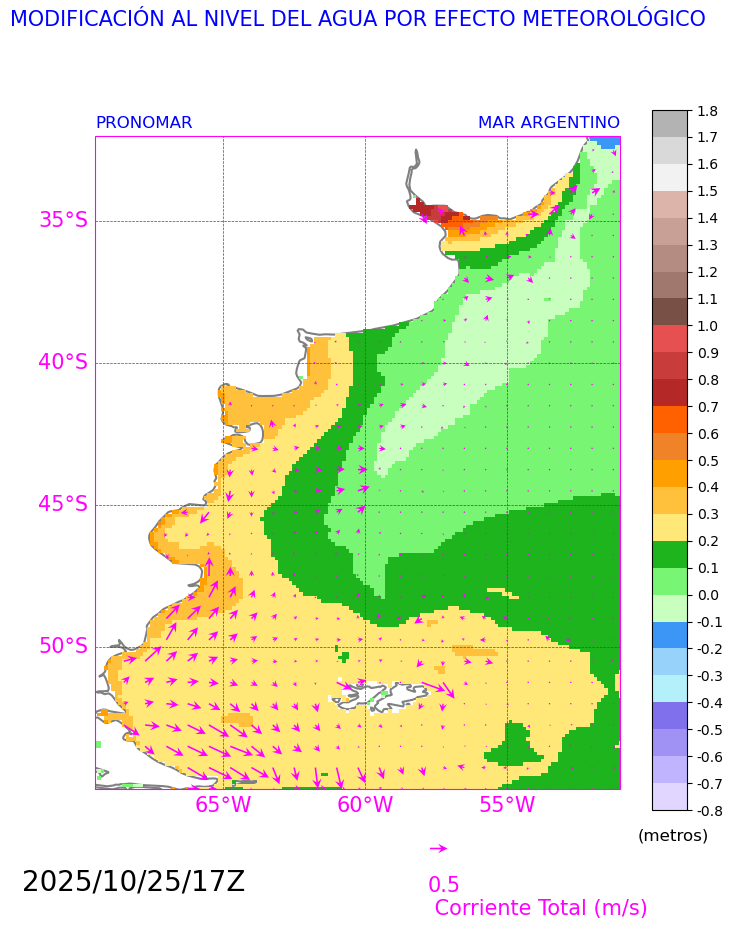 MODIFICACIÓN AL NIVEL DEL AGUA POR EFECTO METEOROLÓGICO
PRONOMAR
MAR ARGENTINO
35°S
40°S
45°S
50°S
65°W
60°W
55°W
1.8
1.7
1.6
1.5
1.4
1.3
1.2
1.1
1.0
0.9
0.8
0.7
0.6
0.5
0.4
0.3
0.2
0.1
0.0
-0.1
-0.2
-0.3
-0.4
-0.5
-0.6
-0.7
-0.8
(metros)
2025/10/25/17Z
0.5
Corriente Total (m/s)